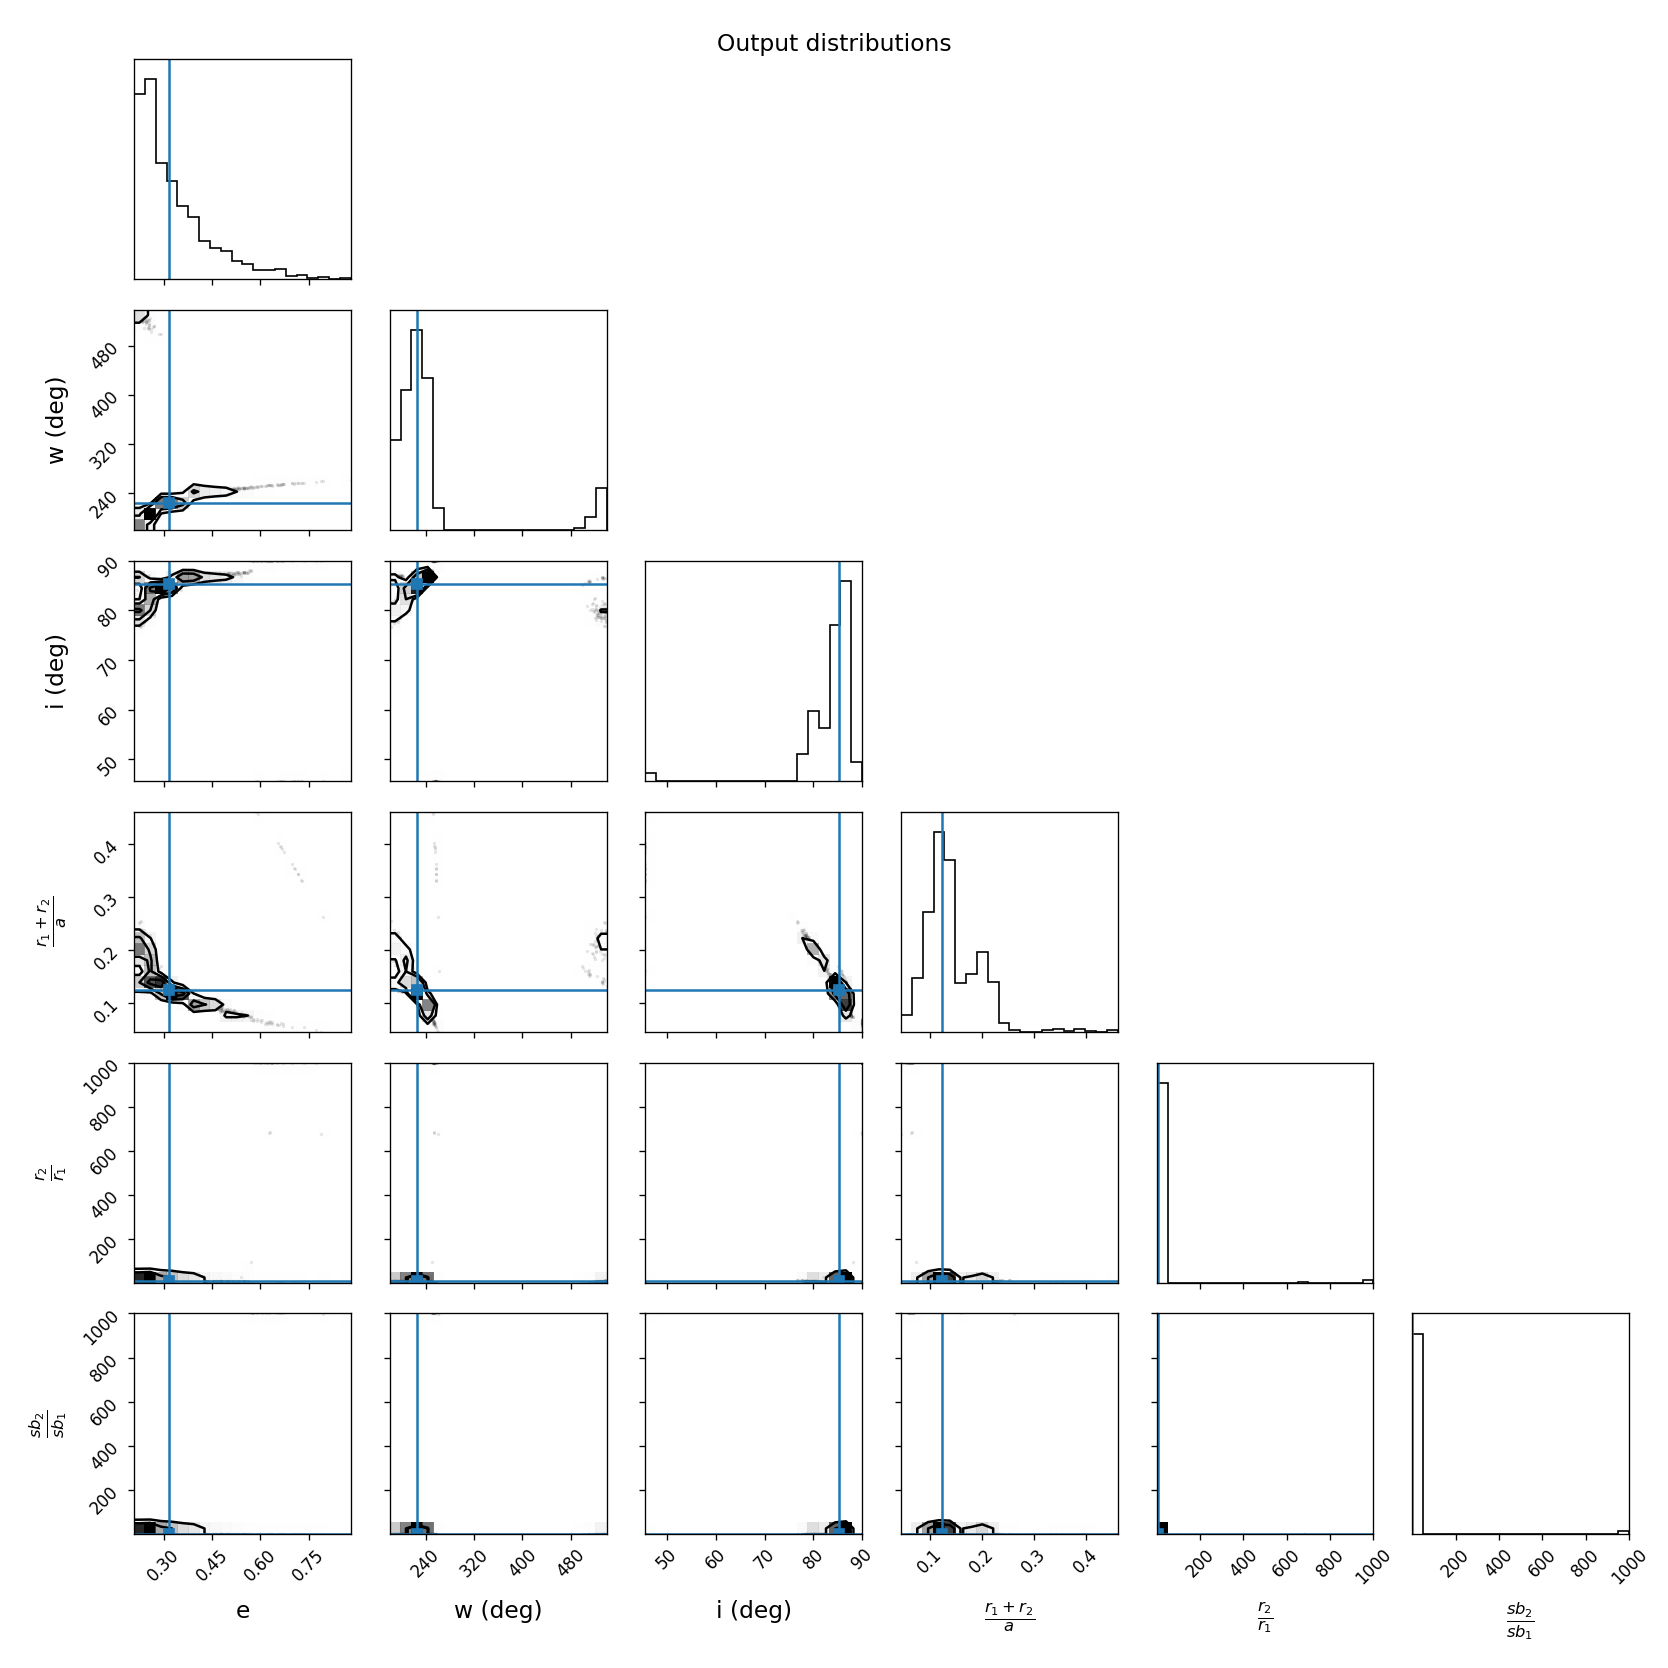 Output distributions
480
400
320
240
w (deg)
90
80
70
60
50
i (deg)
0.4
0.3
0.2
0.1
r₁ + r₂
a
1000
800
600
400
200
r₂
r₁
1000
800
600
400
200
sb₂
sb₁
0.30 0.45 0.60 0.75
240 320 400 480
50 60 70 80 90
0.1 0.2 0.3 0.4
200 400 600 800 1000
200 400 600 800 1000
e
w (deg)
i (deg)
r₁ + r₂
a
r₂
r₁
sb₂
sb₁